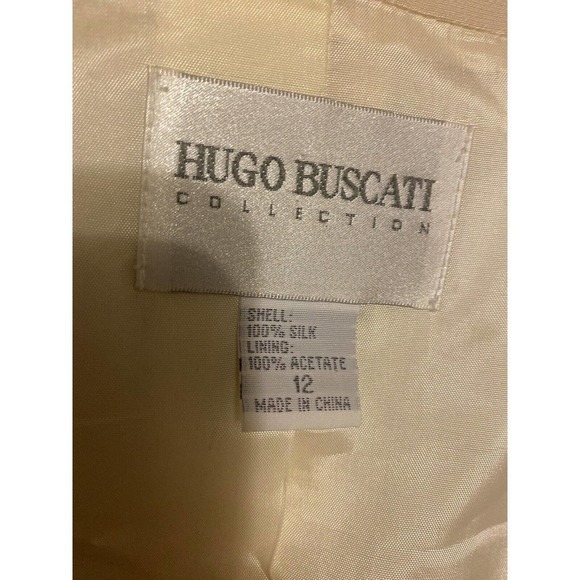 HUGO BUSCATI
COLLECTION
SHELL:
100% SILK
LINING:
100% ACETATE
12
MADE IN CHINA